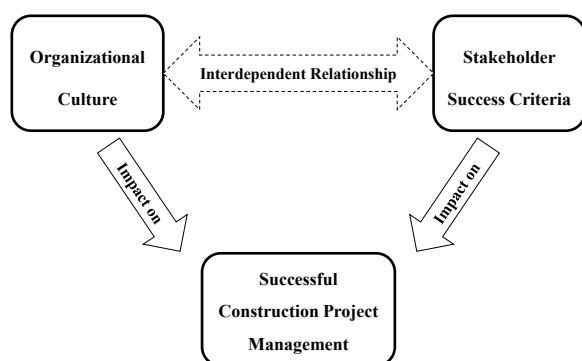 Organizational
Culture
Interdependent Relationship
Stakeholder
Success Criteria
Impact on
Impact on
Successful
Construction Project
Management